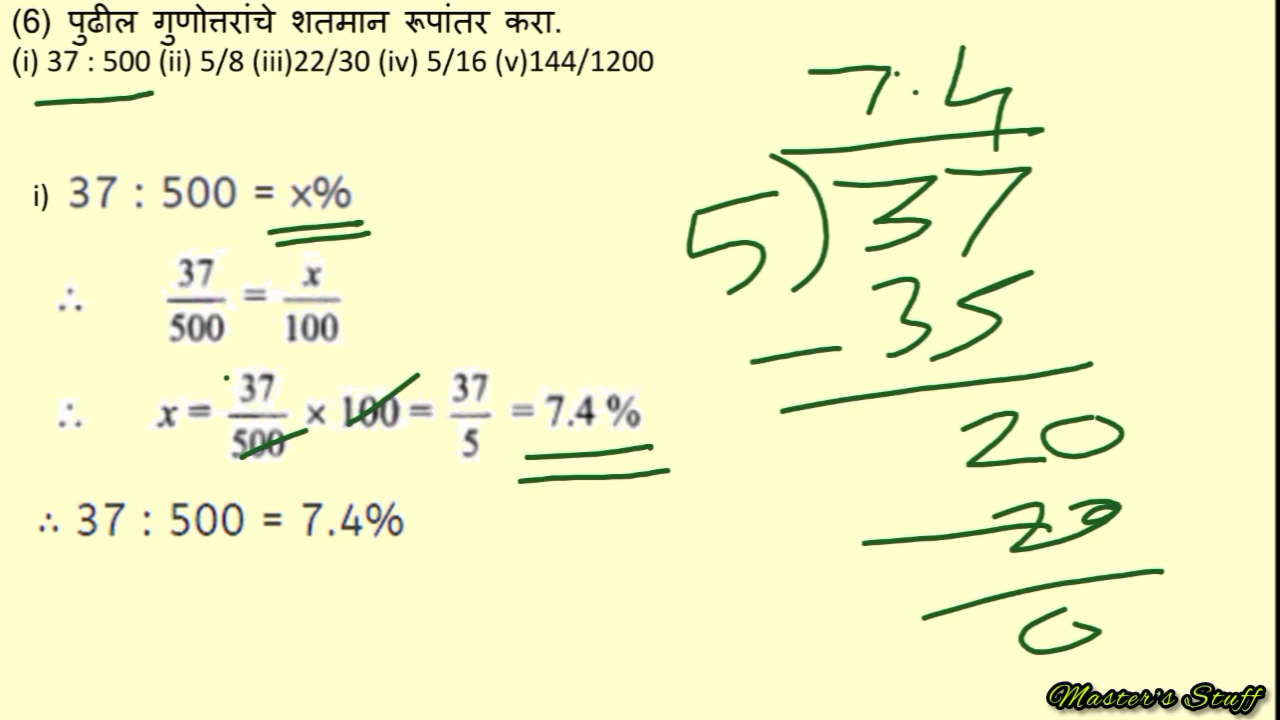 (6) पुढील गुणोत्तरांचे शतमान रूपांतर करा.
(i) 37 : 500 (ii) 5/8 (iii)22/30 (iv) 5/16 (v)144/1200
i) 37 : 500 = x%
∴ 37/500 = x/100
∴ x = 37/500 × 100 = 37/5 = 7.4 %
∴ 37 : 500 = 7.4%
7.4
5) 37
- 35
20
- 20
0
Master's Stuff